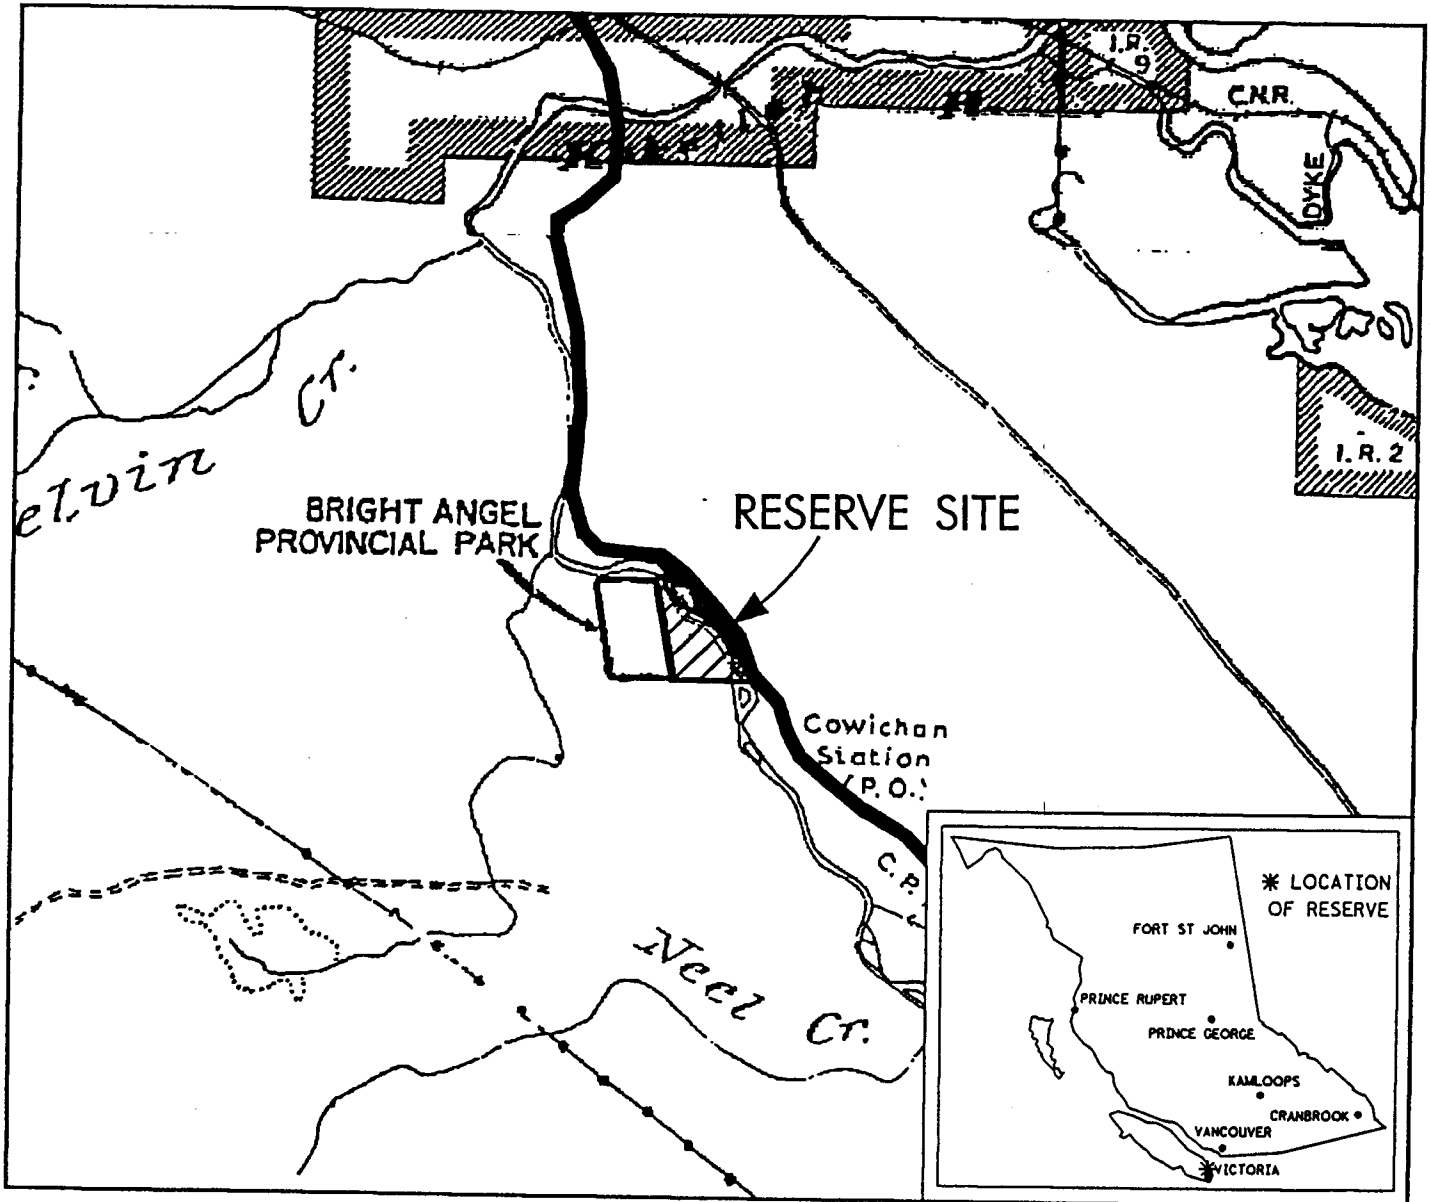 I.R.
9
C.N.R.
DYKE
Cr.
elvin
I.R. 2
BRIGHT ANGEL
PROVINCIAL PARK
RESERVE SITE
Cowichan
Station
(P.O.)
C.P.
Neel Cr.
✳ LOCATION
OF RESERVE
FORT ST JOHN
PRINCE RUPERT
PRINCE GEORGE
KAMLOOPS
CRANBROOK
VANCOUVER
VICTORIA